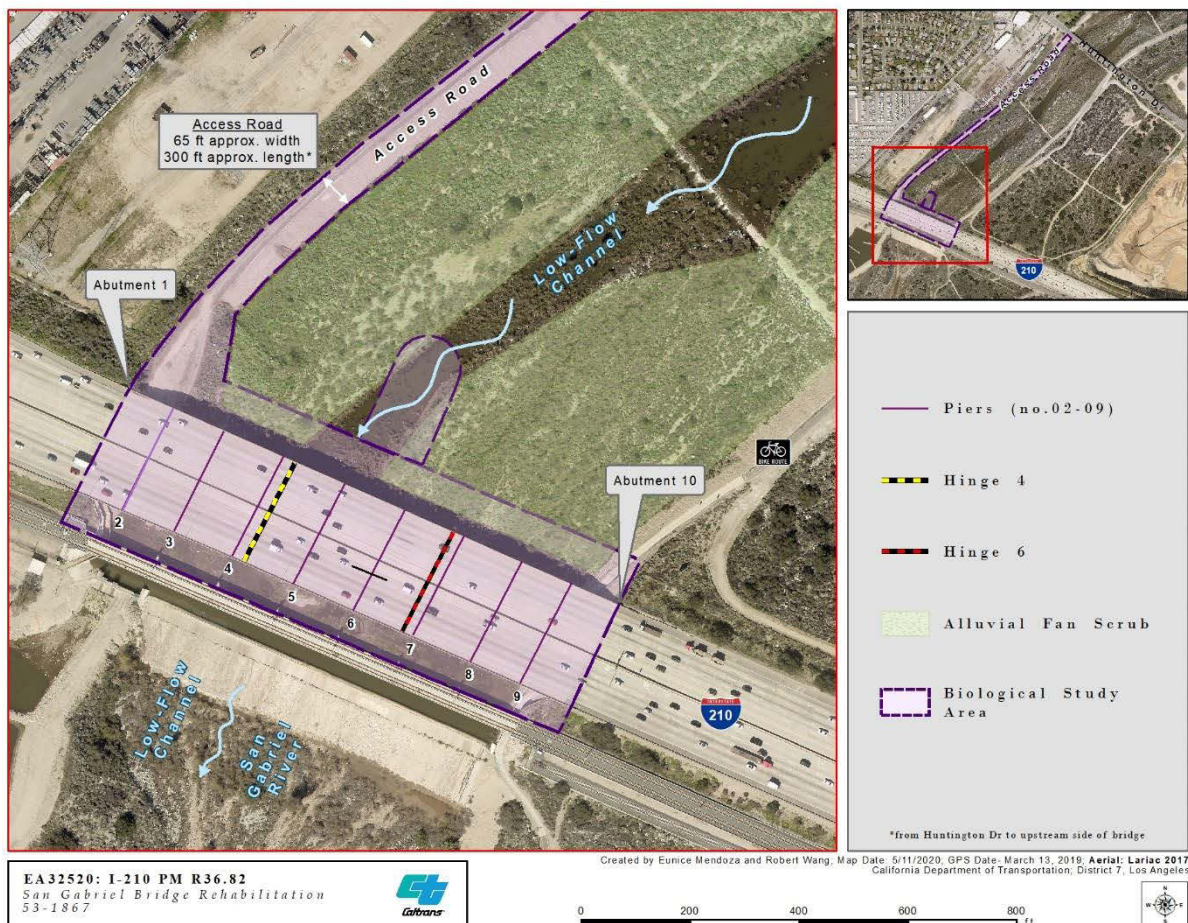 Access Road
65 ft approx. width
300 ft approx. length*
Access Road
Low-Flow
Channel
Abutment 1
BIKE ROUTE
Abutment 10
2
3
4
5
6
7
8
9
Low-Flow
Channel
San
Gabriel
River
INTERSTATE
210
Access Road
Huntington Dr
210
Piers (no.02-09)
Hinge 4
Hinge 6
Alluvial Fan Scrub
Biological Study
Area
*from Huntington Dr to upstream side of bridge
EA32520: I-210 PM R36.82
San Gabriel Bridge Rehabilitation
53-1867
Caltrans
Created by Eunice Mendoza and Robert Wang; Map Date: 5/11/2020; GPS Date- March 13, 2019; Aerial: Lariac 2017
California Department of Transportation; District 7, Los Angeles
0 200 400 600 800
ft
N
W E
S